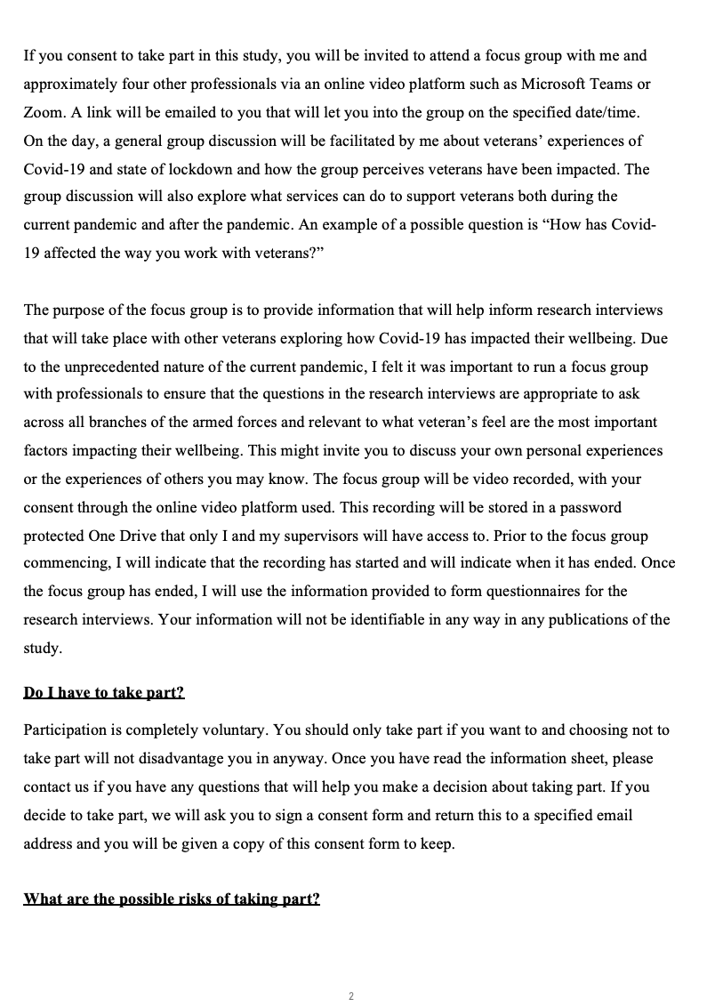 If you consent to take part in this study, you will be invited to attend a focus group with me and
approximately four other professionals via an online video platform such as Microsoft Teams or
Zoom. A link will be emailed to you that will let you into the group on the specified date/time.
On the day, a general group discussion will be facilitated by me about veterans’ experiences of
Covid-19 and state of lockdown and how the group perceives veterans have been impacted. The
group discussion will also explore what services can do to support veterans both during the
current pandemic and after the pandemic. An example of a possible question is “How has Covid-
19 affected the way you work with veterans?”
The purpose of the focus group is to provide information that will help inform research interviews
that will take place with other veterans exploring how Covid-19 has impacted their wellbeing. Due
to the unprecedented nature of the current pandemic, I felt it was important to run a focus group
with professionals to ensure that the questions in the research interviews are appropriate to ask
across all branches of the armed forces and relevant to what veteran’s feel are the most important
factors impacting their wellbeing. This might invite you to discuss your own personal experiences
or the experiences of others you may know. The focus group will be video recorded, with your
consent through the online video platform used. This recording will be stored in a password
protected One Drive that only I and my supervisors will have access to. Prior to the focus group
commencing, I will indicate that the recording has started and will indicate when it has ended. Once
the focus group has ended, I will use the information provided to form questionnaires for the
research interviews. Your information will not be identifiable in any way in any publications of the
study.
Do I have to take part?
Participation is completely voluntary. You should only take part if you want to and choosing not to
take part will not disadvantage you in anyway. Once you have read the information sheet, please
contact us if you have any questions that will help you make a decision about taking part. If you
decide to take part, we will ask you to sign a consent form and return this to a specified email
address and you will be given a copy of this consent form to keep.
What are the possible risks of taking part?
2